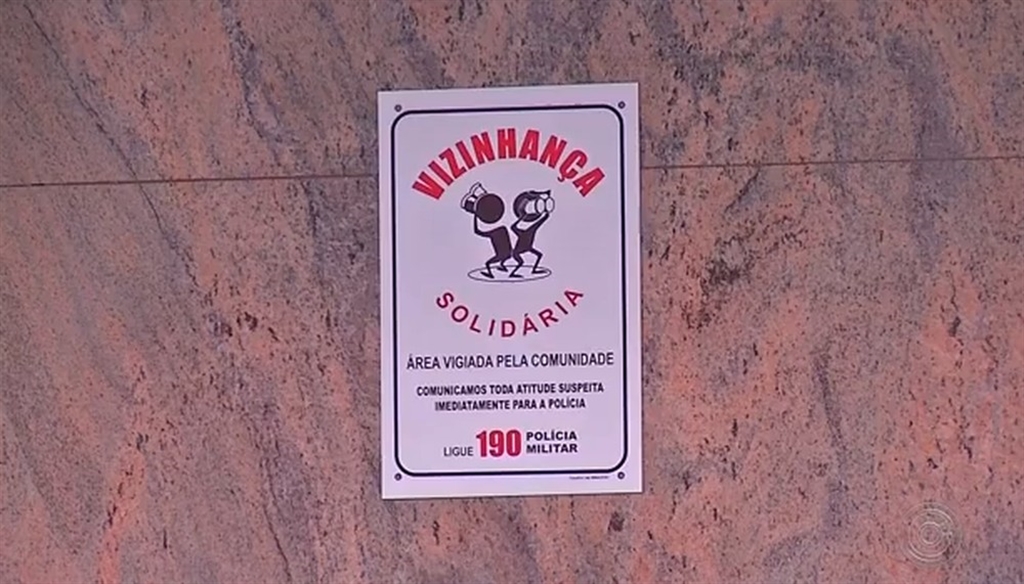 VIZINHANÇA
SOLIDÁRIA
ÁREA VIGIADA PELA COMUNIDADE
COMUNICAMOS TODA ATITUDE SUSPEITA
IMEDIATAMENTE PARA A POLÍCIA
LIGUE 190 POLÍCIA
MILITAR